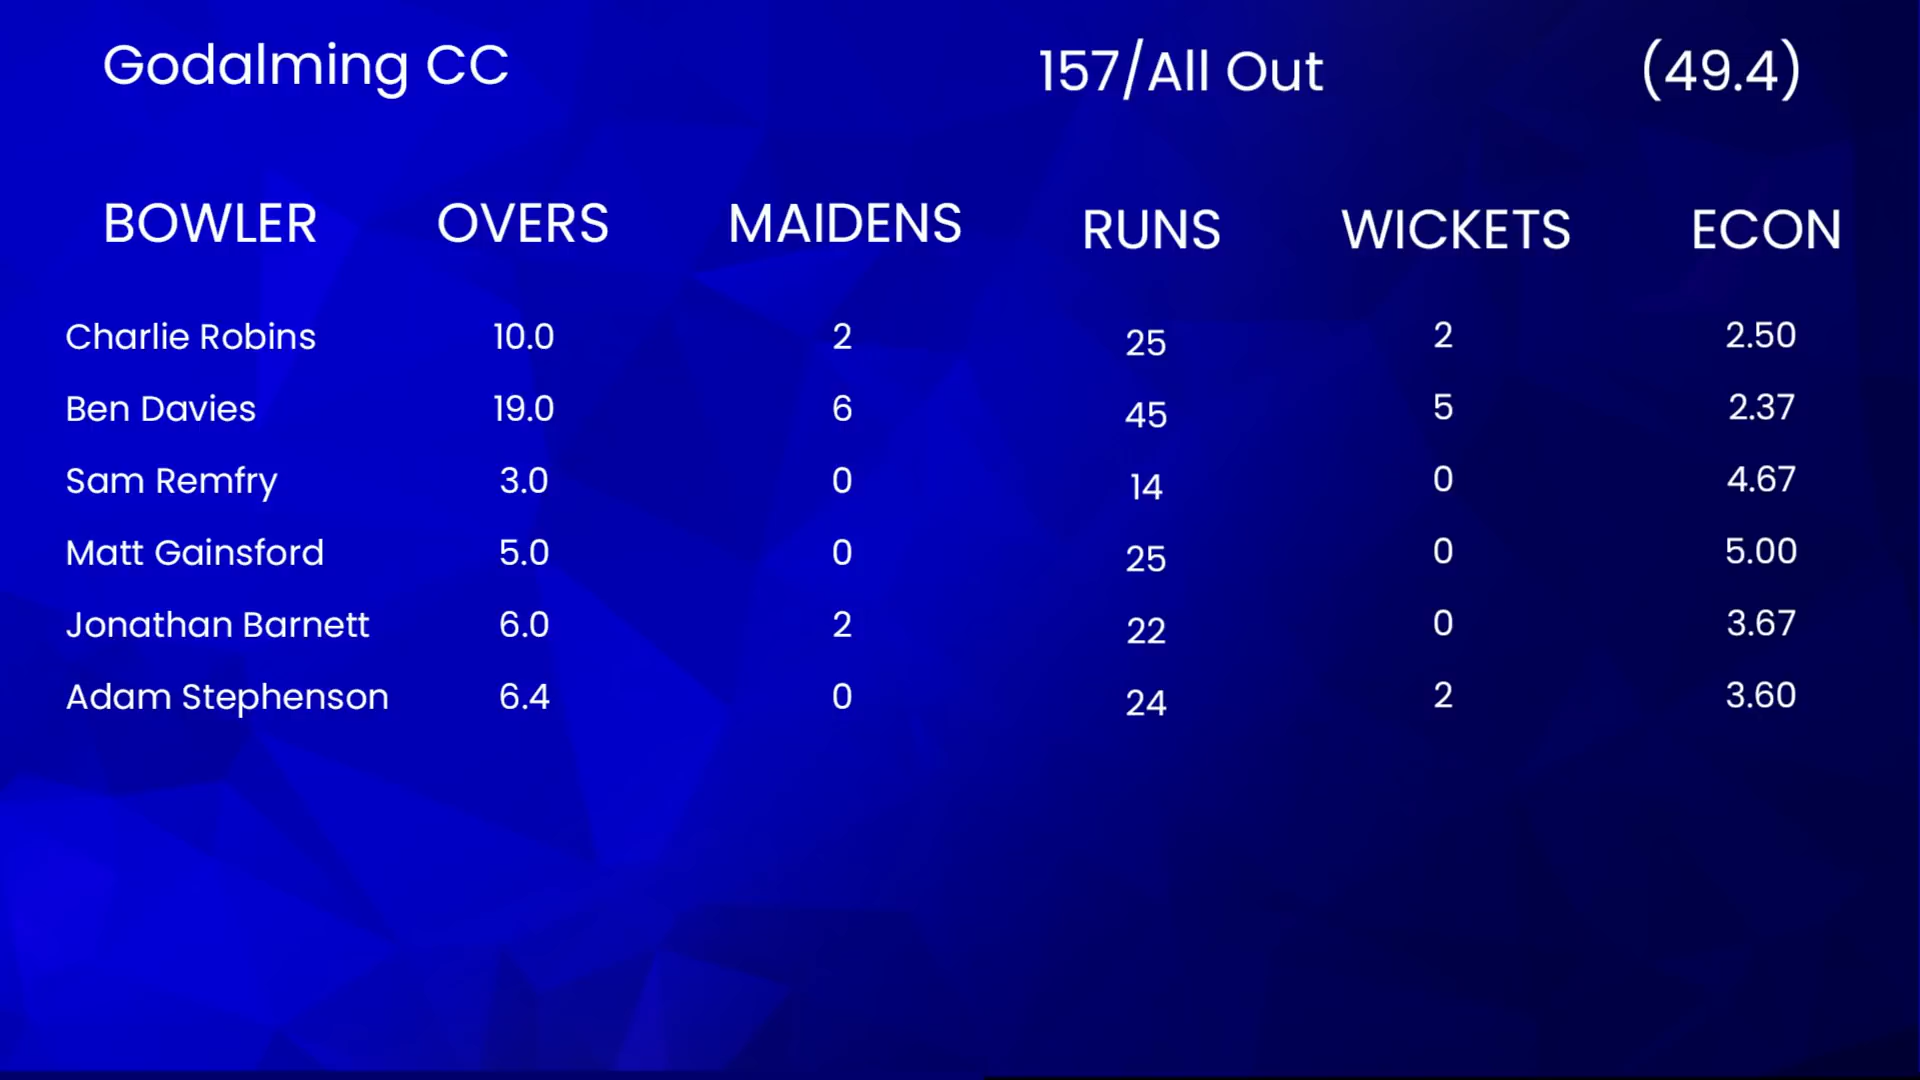 Godalming CC 157/All Out (49.4)
BOWLER OVERS MAIDENS RUNS WICKETS ECON
Charlie Robins 10.0 2 25 2 2.50
Ben Davies 19.0 6 45 5 2.37
Sam Remfry 3.0 0 14 0 4.67
Matt Gainsford 5.0 0 25 0 5.00
Jonathan Barnett 6.0 2 22 0 3.67
Adam Stephenson 6.4 0 24 2 3.60